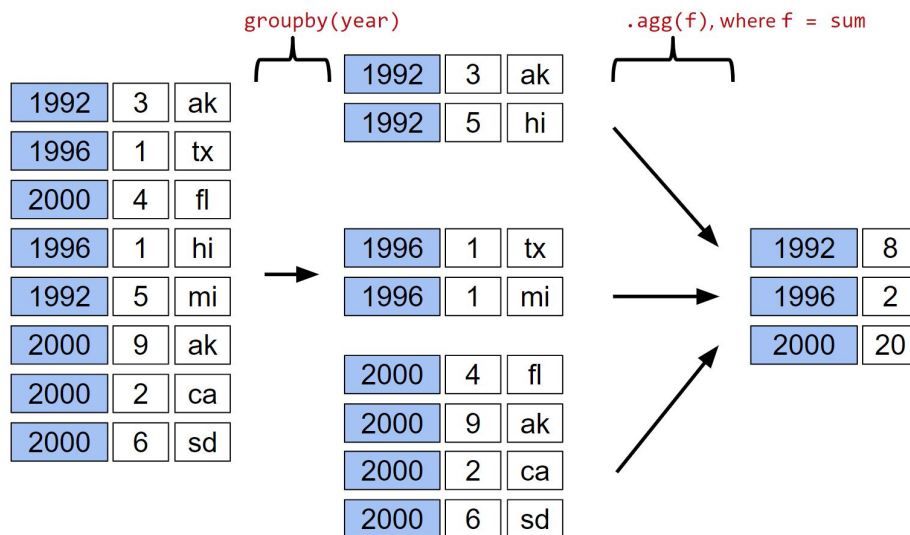 groupby(year)
.agg(f), where f = sum
1992 3 ak
1996 1 tx
2000 4 fl
1996 1 hi
1992 5 mi
2000 9 ak
2000 2 ca
2000 6 sd
1992 3 ak
1992 5 hi
1996 1 tx
1996 1 mi
2000 4 fl
2000 9 ak
2000 2 ca
2000 6 sd
1992 8
1996 2
2000 20